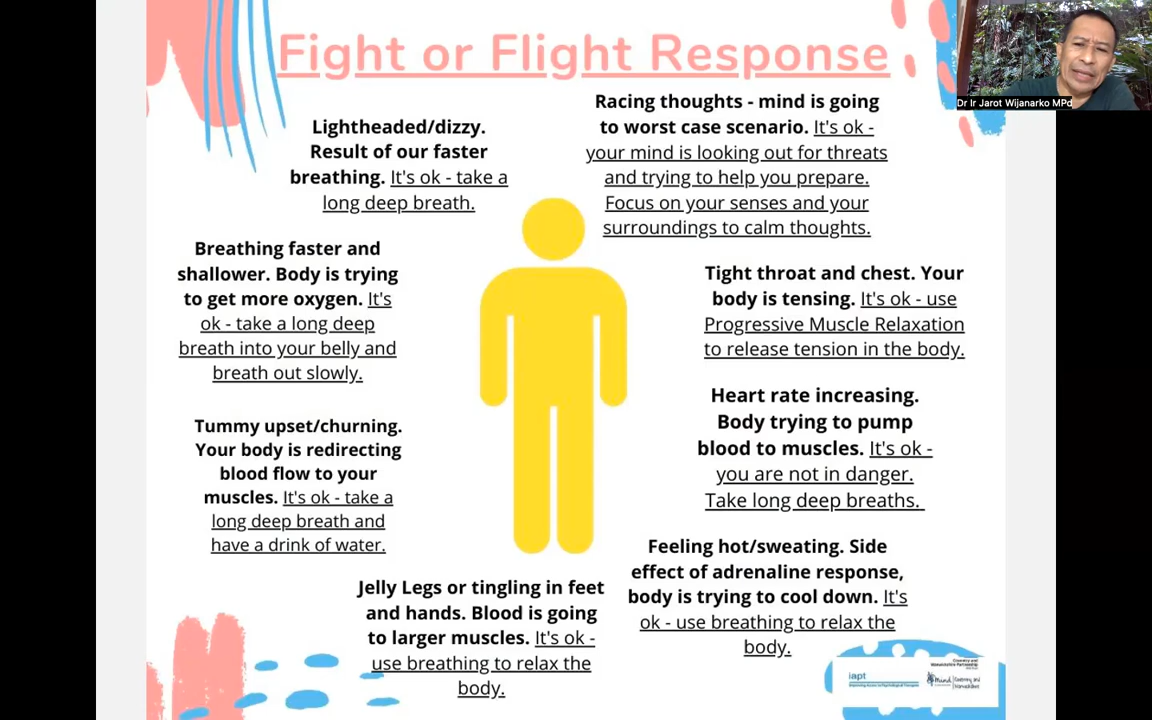 Fight or Flight Response
Dr Ir Jarot Wijanarko MPd
Lightheaded/dizzy.
Result of our faster
breathing. It's ok - take a
long deep breath.
Racing thoughts - mind is going
to worst case scenario. It's ok -
your mind is looking out for threats
and trying to help you prepare.
Focus on your senses and your
surroundings to calm thoughts.
Breathing faster and
shallower. Body is trying
to get more oxygen. It's
ok - take a long deep
breath into your belly and
breath out slowly.
Tight throat and chest. Your
body is tensing. It's ok - use
Progressive Muscle Relaxation
to release tension in the body.
Heart rate increasing.
Body trying to pump
blood to muscles. It's ok -
you are not in danger.
Take long deep breaths.
Tummy upset/churning.
Your body is redirecting
blood flow to your
muscles. It's ok - take a
long deep breath and
have a drink of water.
Feeling hot/sweating. Side
effect of adrenaline response,
body is trying to cool down. It's
ok - use breathing to relax the
body.
Jelly Legs or tingling in feet
and hands. Blood is going
to larger muscles. It's ok -
use breathing to relax the
body.
iapt
mind